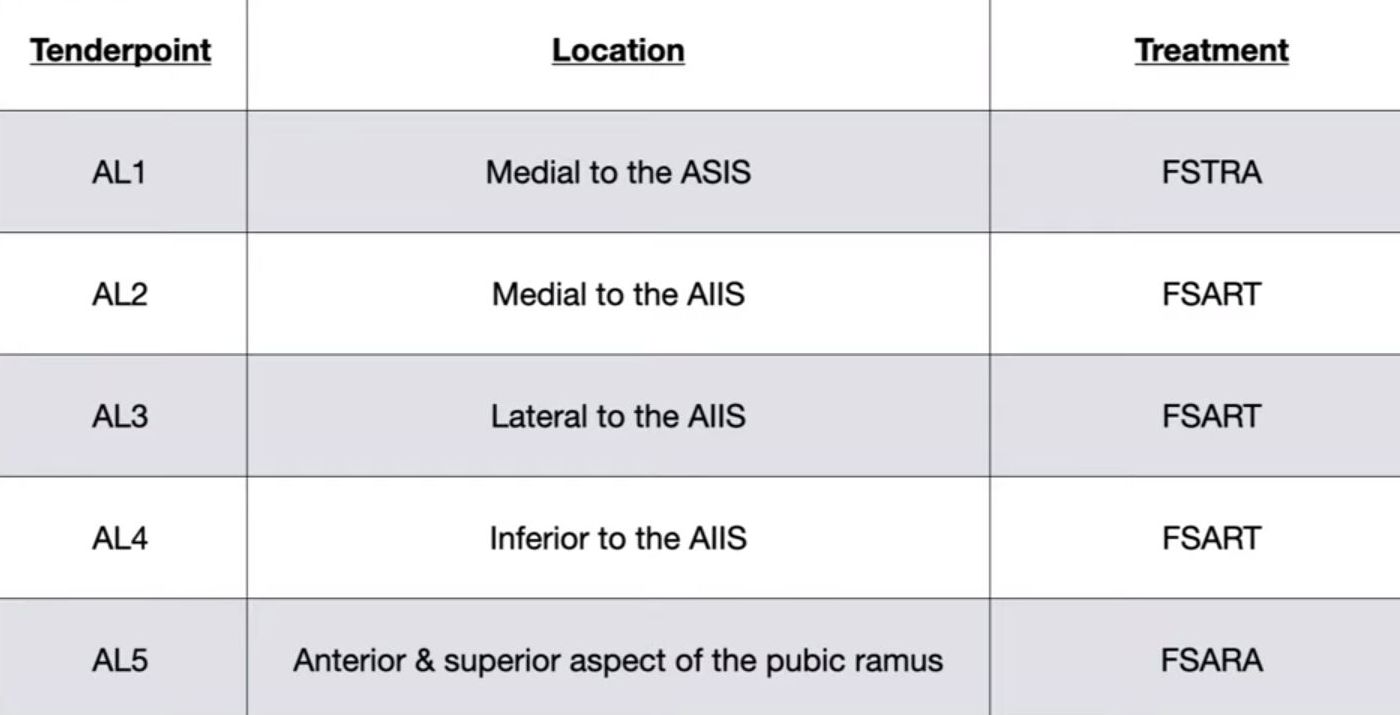 Tenderpoint Location Treatment
AL1 Medial to the ASIS FSTRA
AL2 Medial to the AIIS FSART
AL3 Lateral to the AIIS FSART
AL4 Inferior to the AIIS FSART
AL5 Anterior & superior aspect of the pubic ramus FSARA